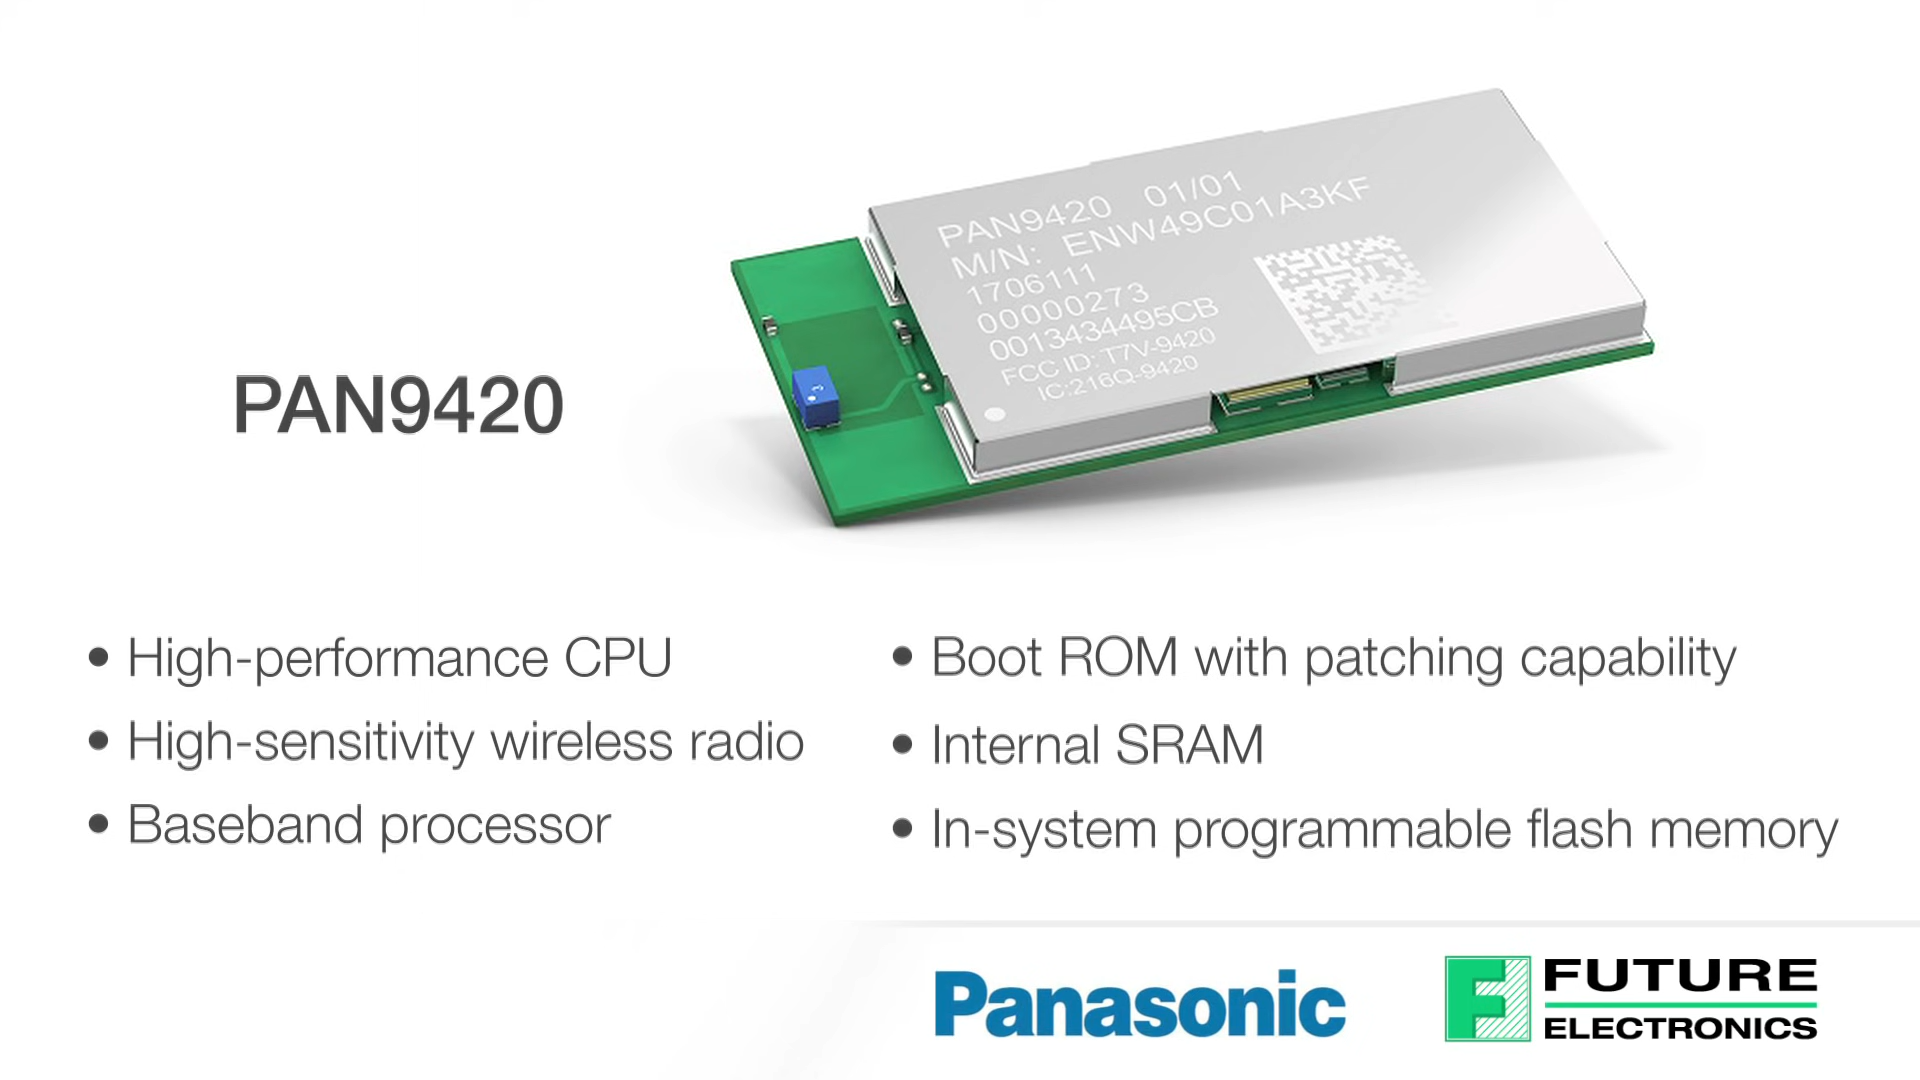 PAN9420 01/01
M/N: ENW49C01A3KF
1706111
00000273
0013434495CB
FCC ID: T7V-9420
IC:216Q-9420
3
PAN9420
• High-performance CPU
• High-sensitivity wireless radio
• Baseband processor
• Boot ROM with patching capability
• Internal SRAM
• In-system programmable flash memory
Panasonic
F FUTURE
ELECTRONICS